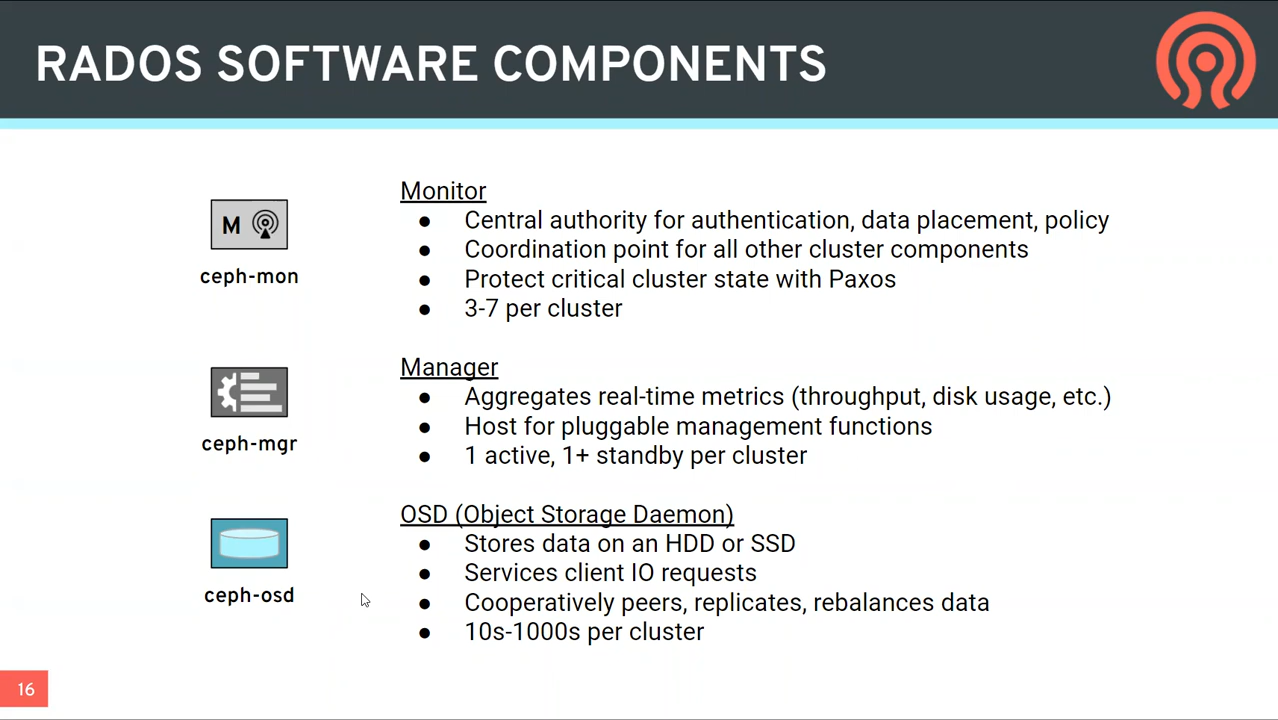 RADOS SOFTWARE COMPONENTS
Monitor
● Central authority for authentication, data placement, policy
● Coordination point for all other cluster components
● Protect critical cluster state with Paxos
● 3-7 per cluster
M
ceph-mon
Manager
● Aggregates real-time metrics (throughput, disk usage, etc.)
● Host for pluggable management functions
● 1 active, 1+ standby per cluster
ceph-mgr
OSD (Object Storage Daemon)
● Stores data on an HDD or SSD
● Services client IO requests
● Cooperatively peers, replicates, rebalances data
● 10s-1000s per cluster
ceph-osd
16